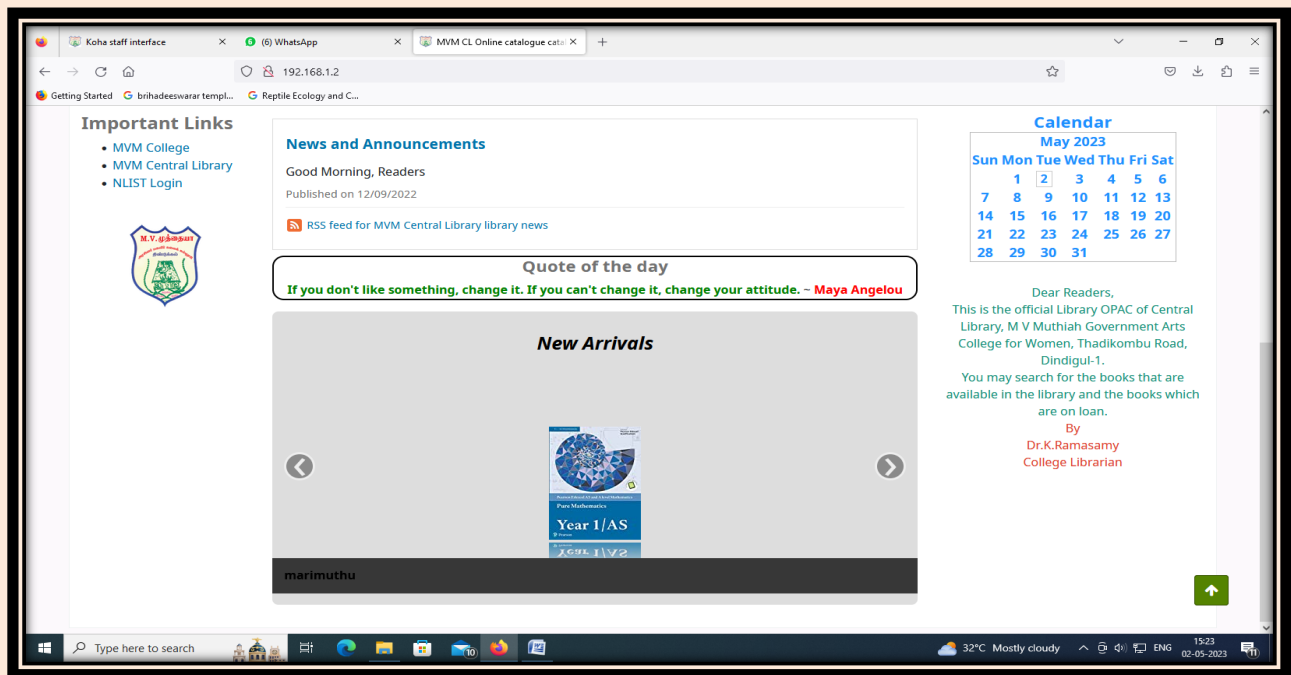 Koha staff interface
(6) WhatsApp
MVM CL Online catalogue cata
192.168.1.2
Getting Started
brihadeeswarar templ...
Reptile Ecology and C...
Important Links
MVM College
MVM Central Library
NLIST Login
M.V.முத்தையா
திண்டுக்கல்
News and Announcements
Good Morning, Readers
Published on 12/09/2022
RSS feed for MVM Central Library library news
Quote of the day
If you don't like something, change it. If you can't change it, change your attitude. ~ Maya Angelou
New Arrivals
Pure Mathematics
Year 1/AS
Pearson
marimuthu
Calendar
May 2023
Sun Mon Tue Wed Thu Fri Sat
1 2 3 4 5 6
7 8 9 10 11 12 13
14 15 16 17 18 19 20
21 22 23 24 25 26 27
28 29 30 31
Dear Readers,
This is the official Library OPAC of Central
Library, M V Muthiah Government Arts
College for Women, Thadikombu Road,
Dindigul-1.
You may search for the books that are
available in the library and the books which
are on loan.
By
Dr.K.Ramasamy
College Librarian
Type here to search
10
32°C Mostly cloudy
ENG
15:23
02-05-2023
11